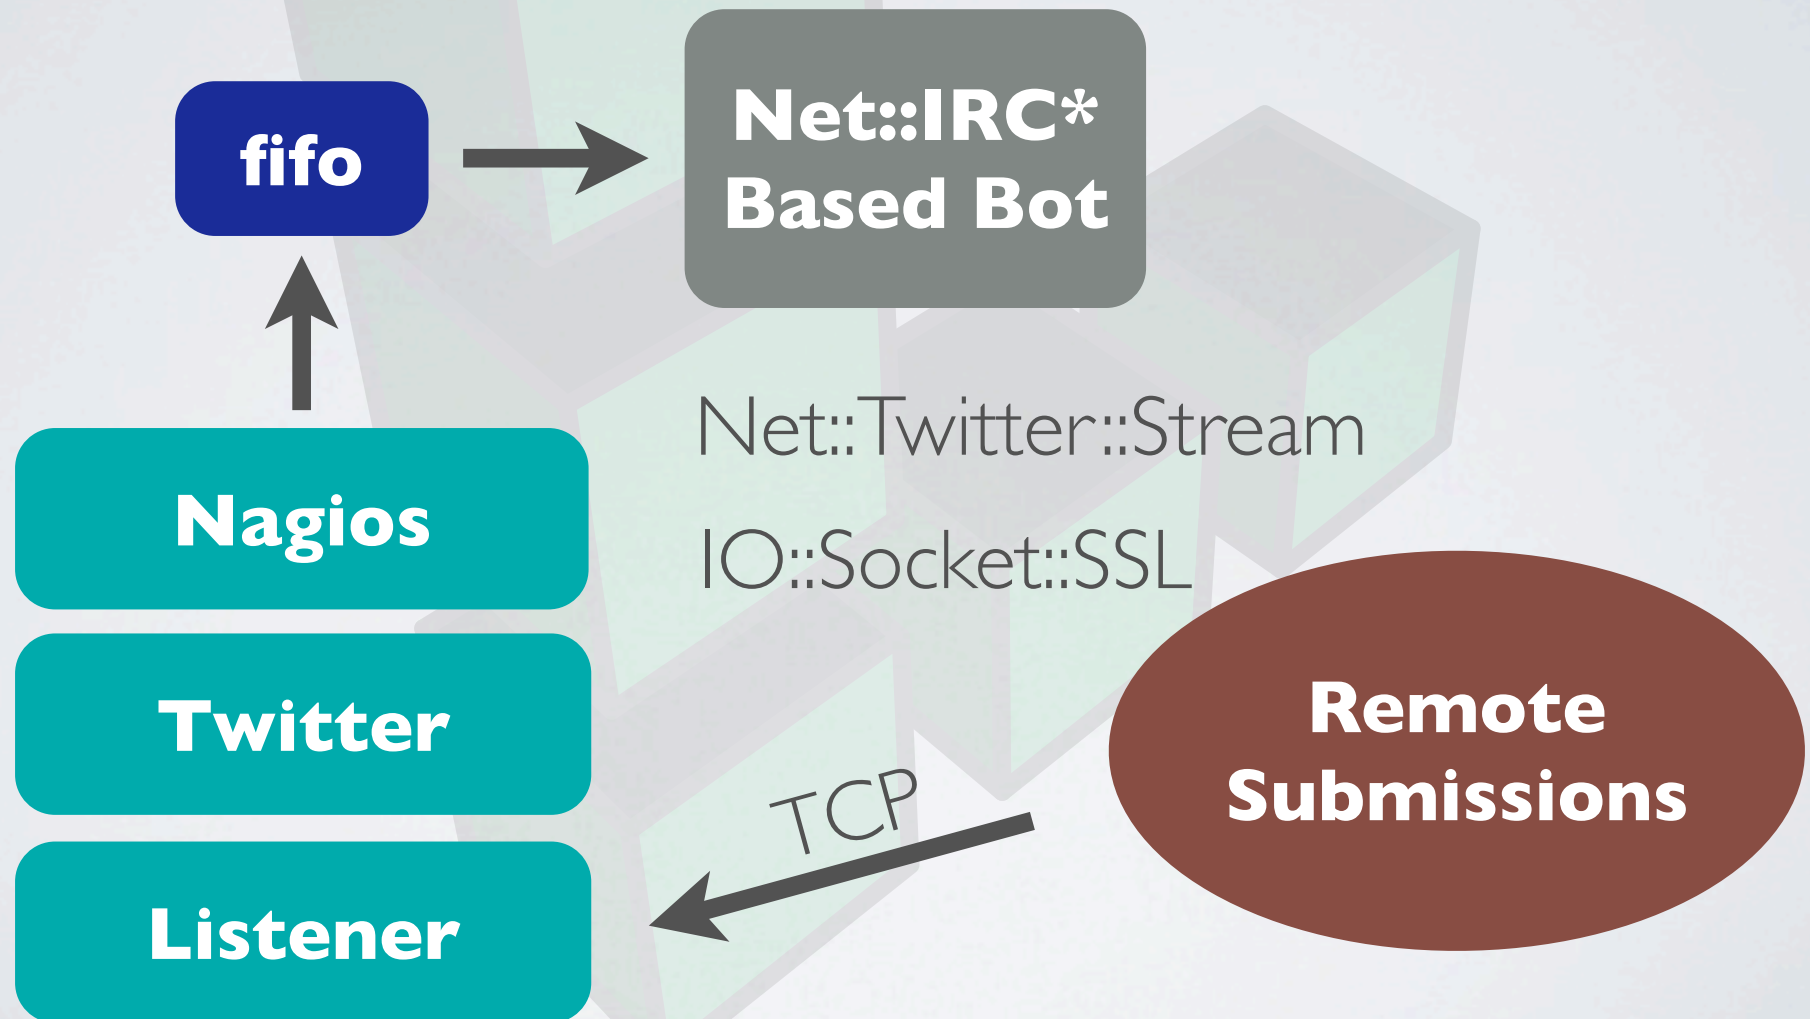 fifo
Net::IRC*
Based Bot
Net::Twitter::Stream
Nagios
IO::Socket::SSL
Twitter
Remote
Submissions
TCP
Listener